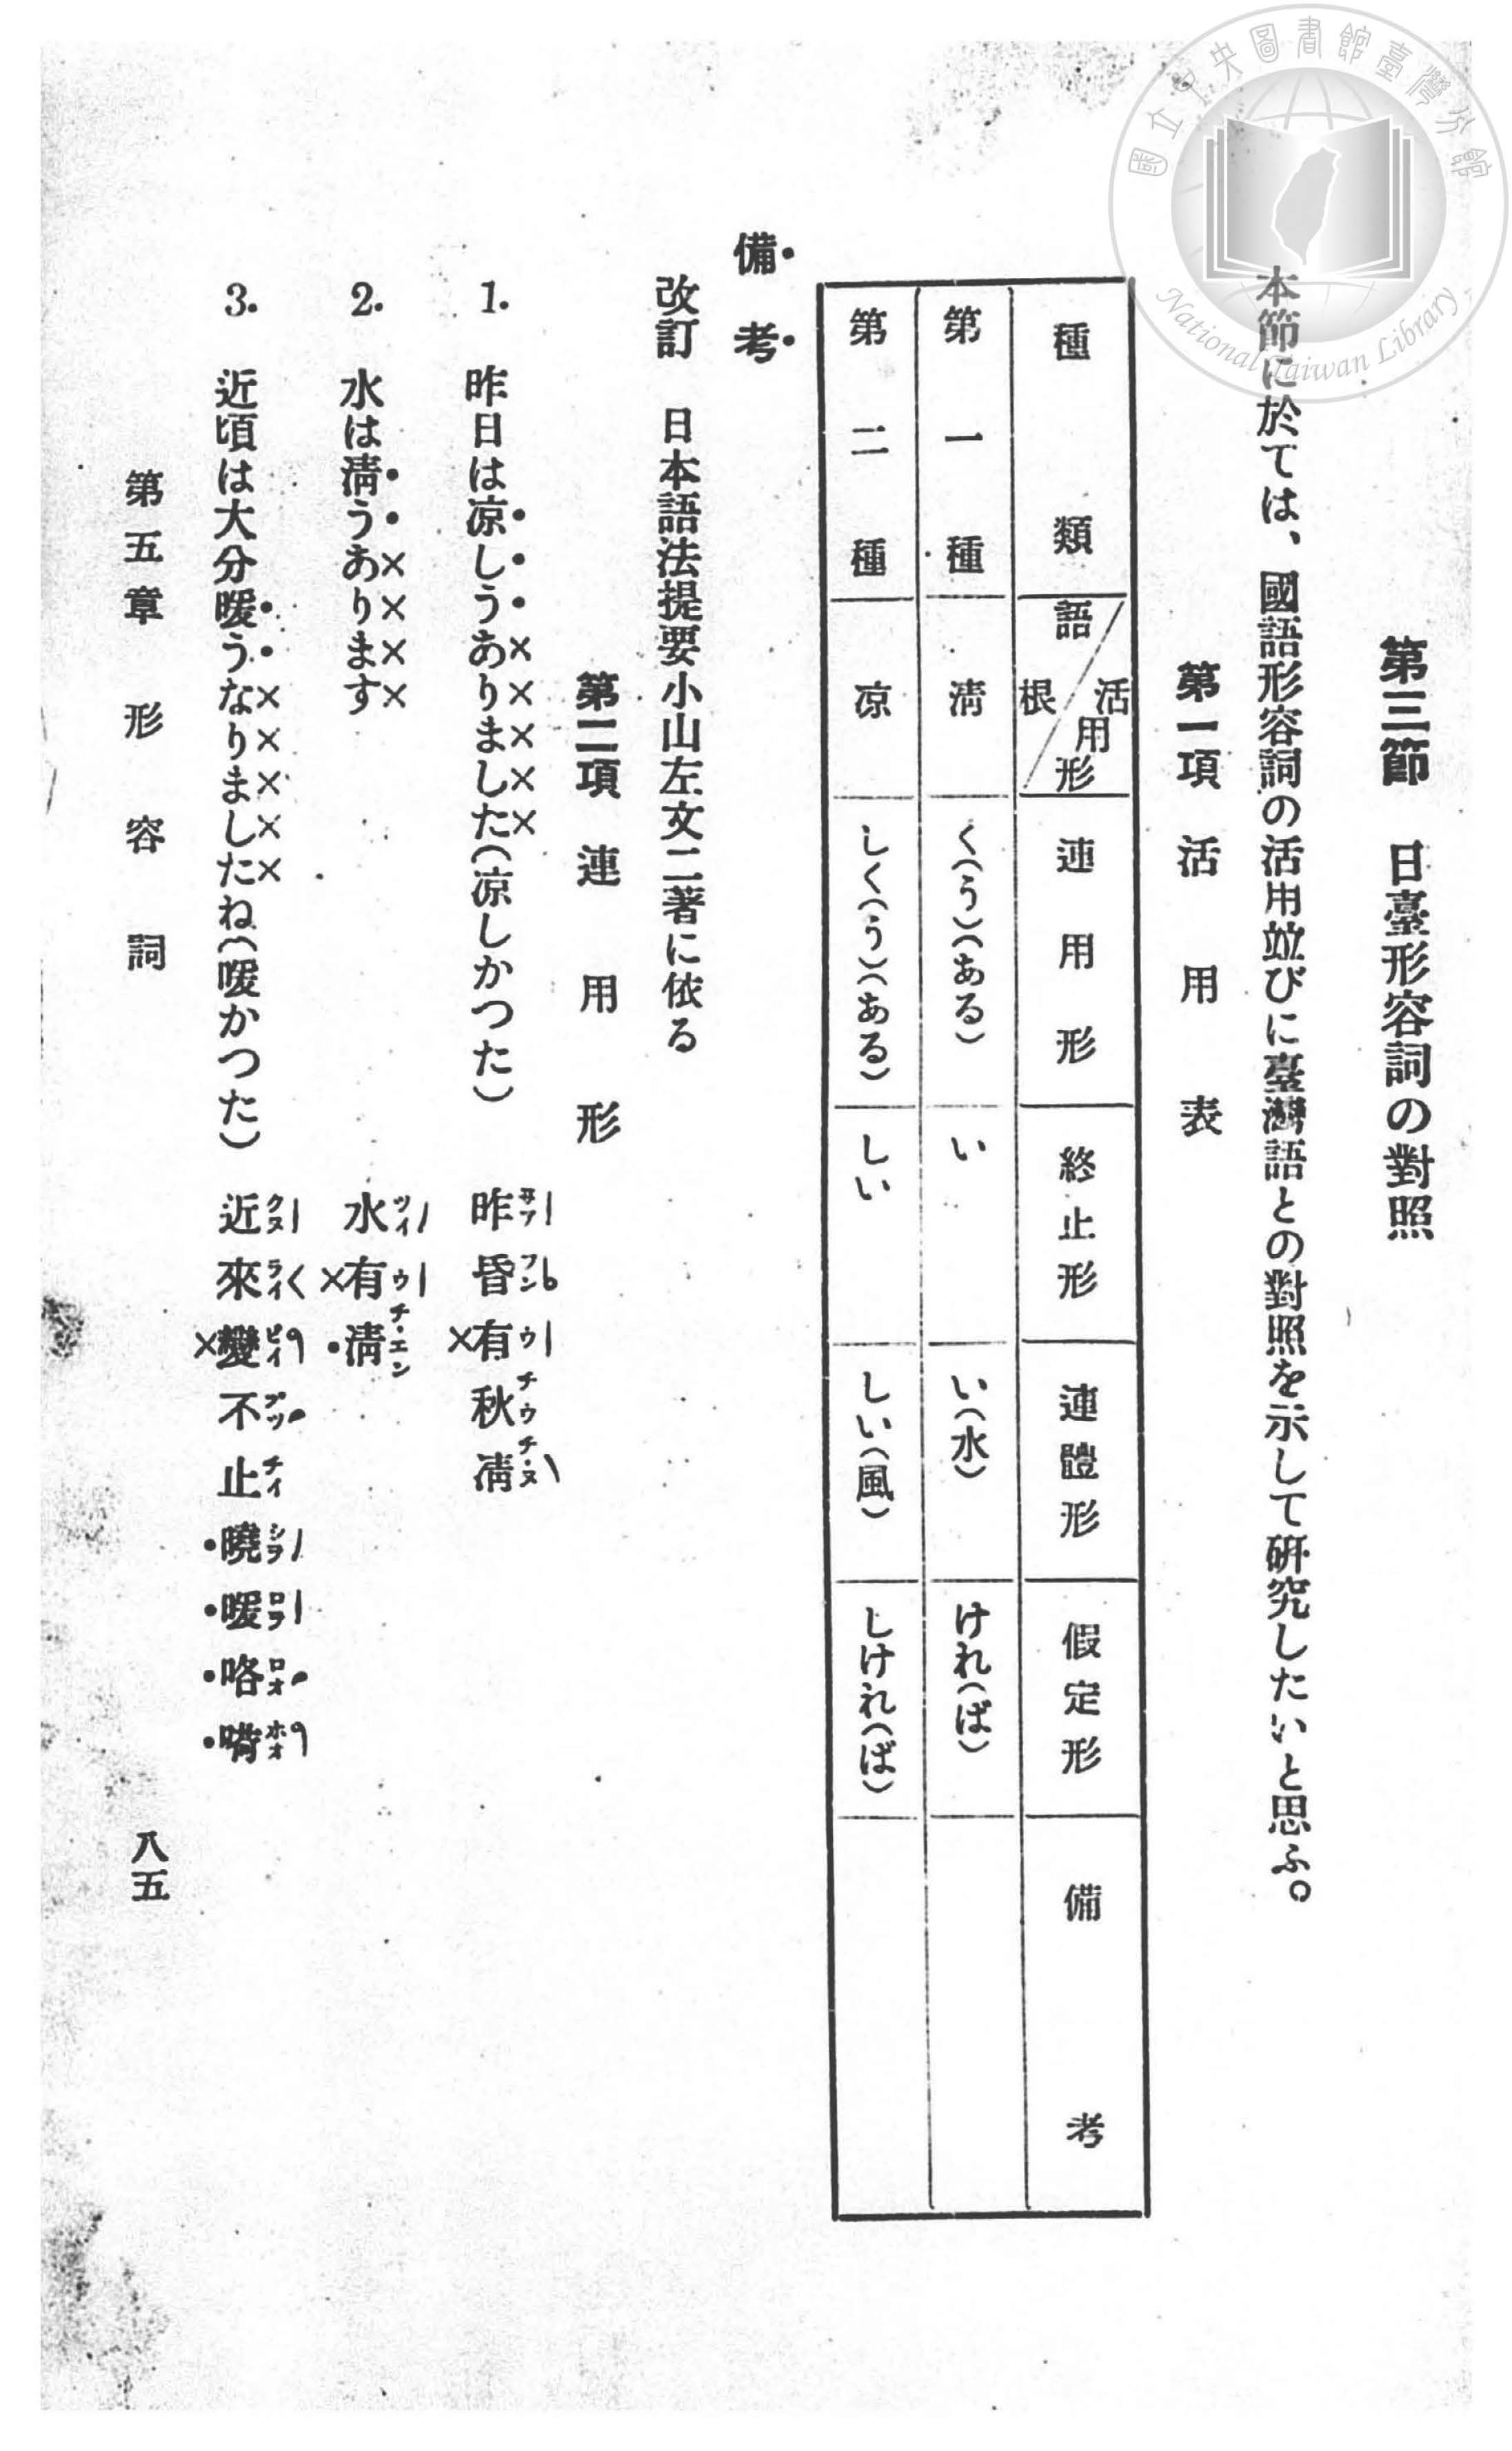 國立中央圖書館臺灣分館
National Taiwan Library
第三節 日臺形容詞の對照
本節に於ては、國語形容詞の活用竝びに臺灣語との對照を示して研究したいと思ふ。
第一項 活用表
種類 語根 活用形 連用形 終止形 連體形 假定形 備考
第一種 淸 く(う)(ある) い い(水) けれ(ば)
第二種 凉 しく(う)(ある) しい しい(風) しけれ(ば)
備考
改訂 日本語法提要小山左文二著に依る
第二項 連用形
1. 昨日は凉しうありました(凉しかつた) 昨昏×有秋凊
2. 水は淸うあります 水×有・淸
3. 近頃は大分暖うなりましたね(暖かつた) 近來×變不止・曉・暖・咯・嗬
第五章 形容詞
八五